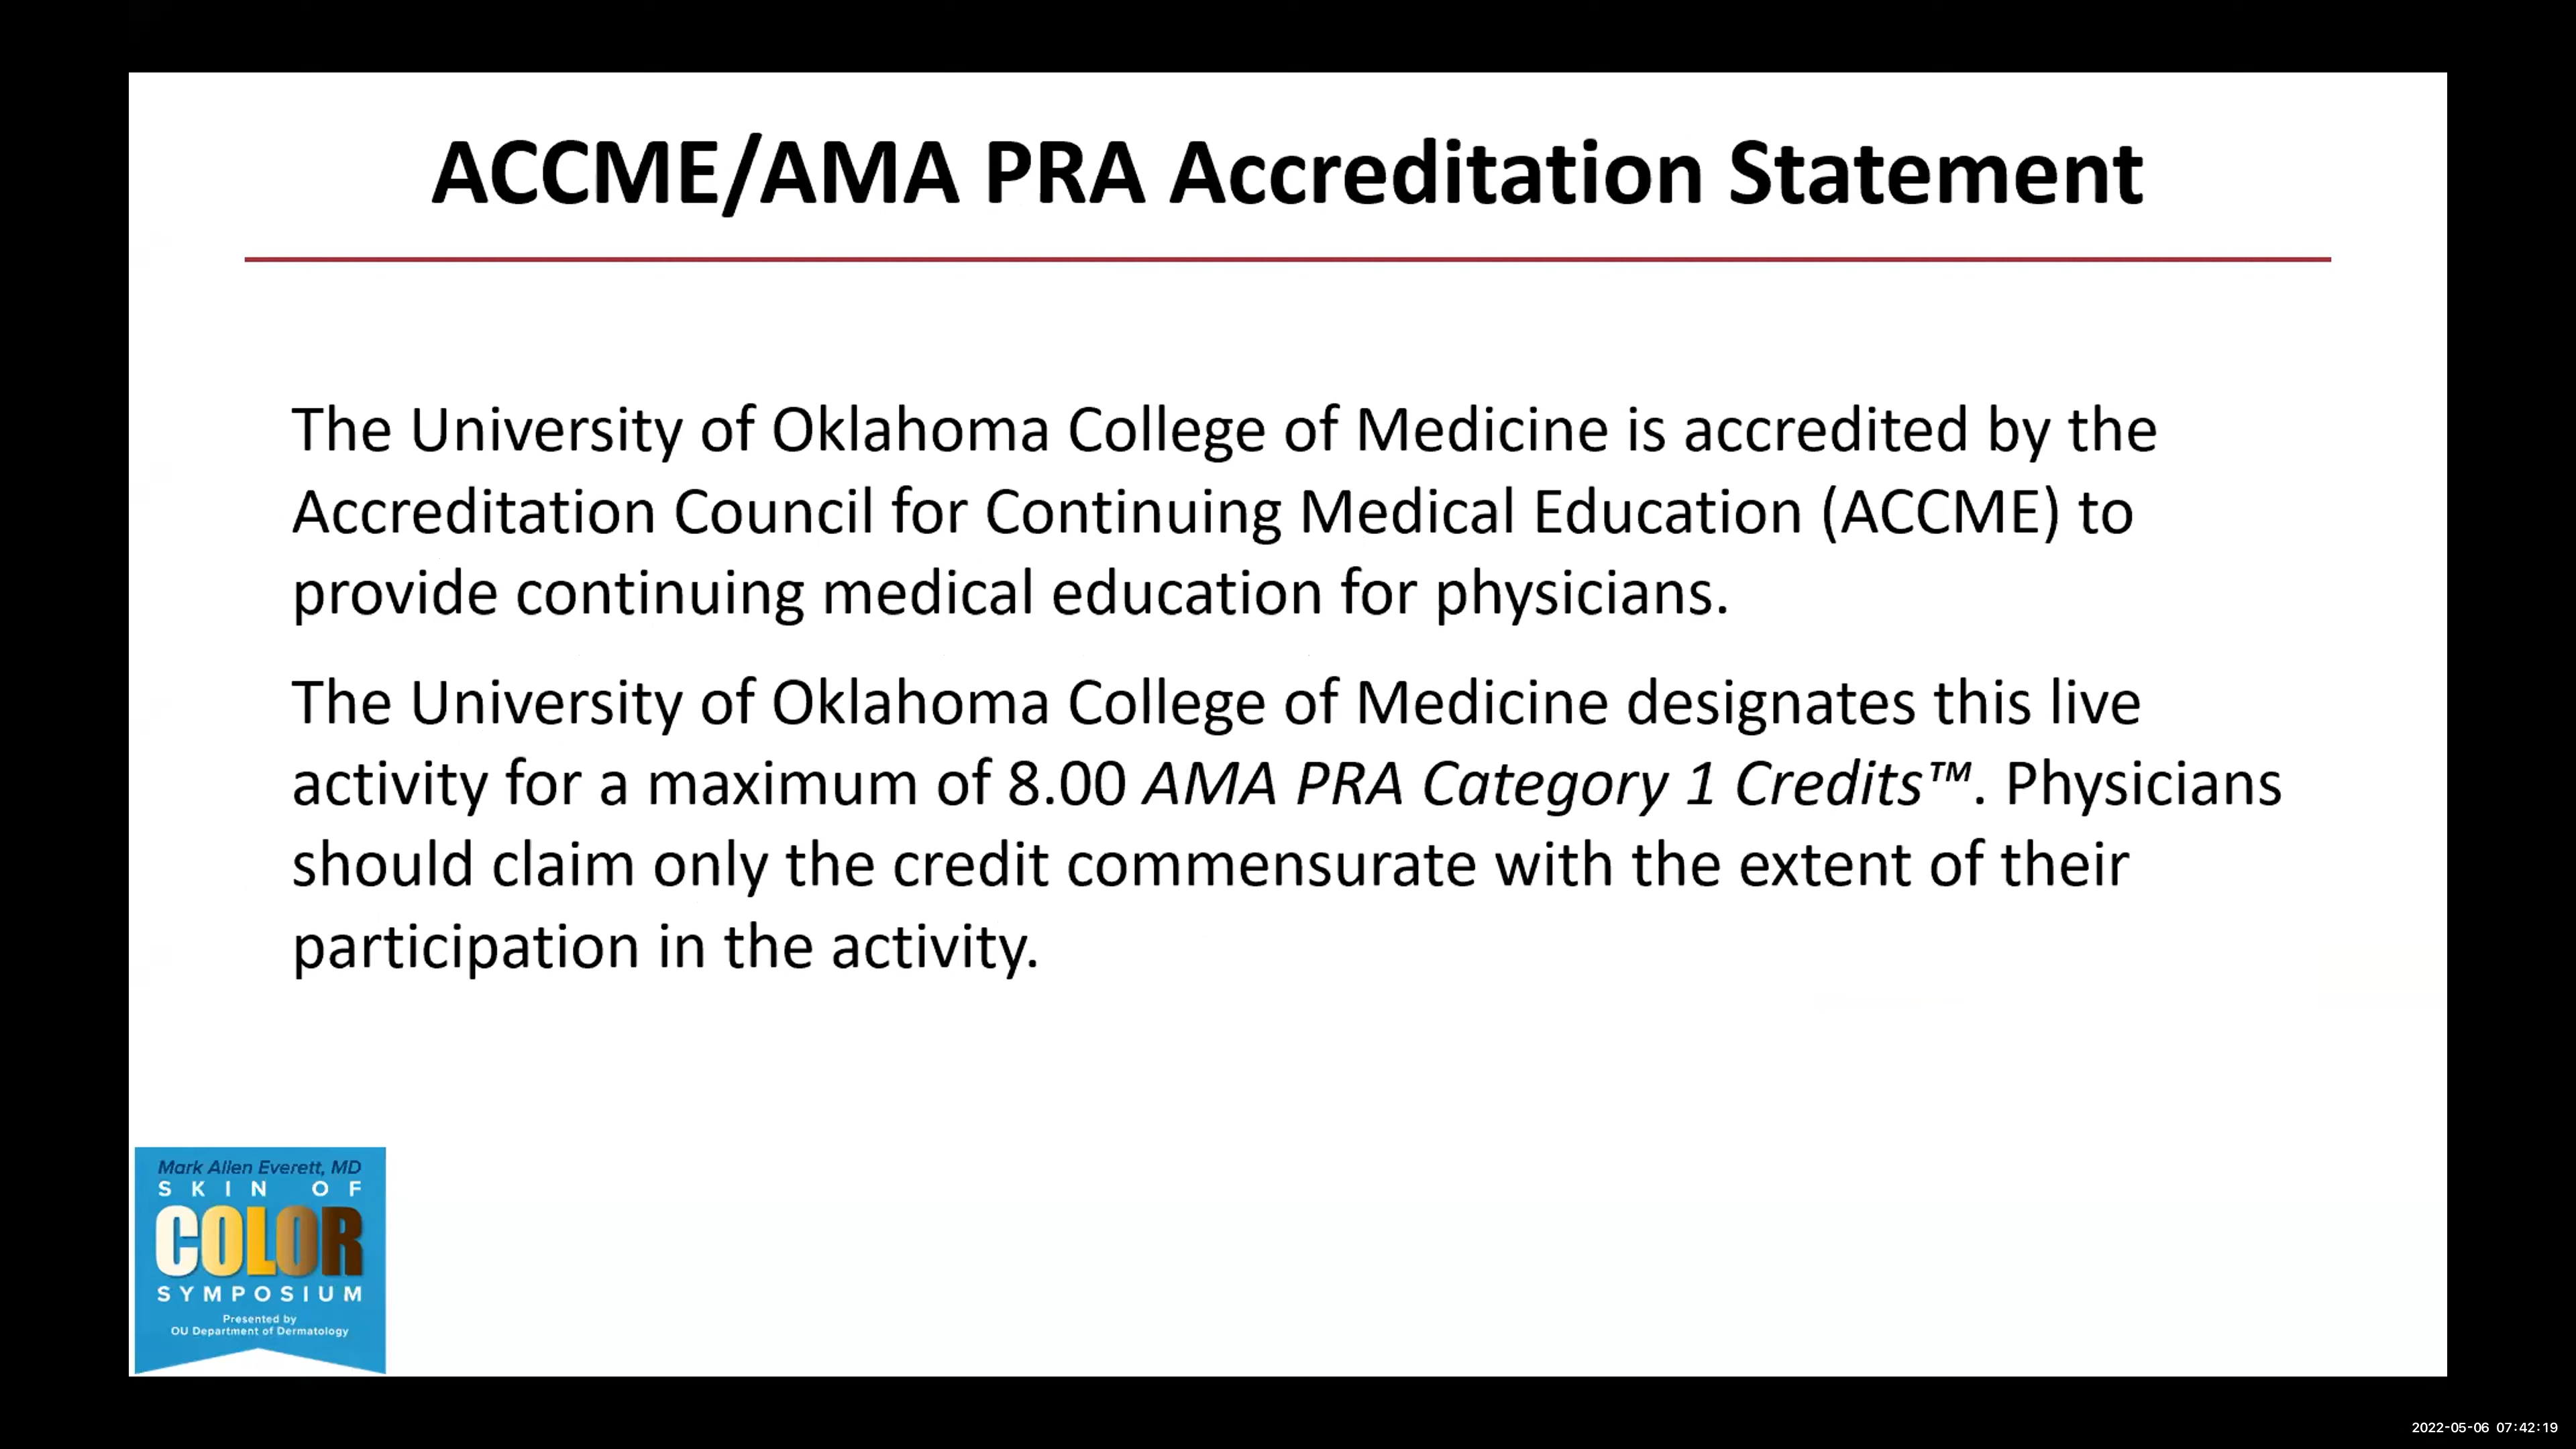 ACCME/AMA PRA Accreditation Statement
The University of Oklahoma College of Medicine is accredited by the
Accreditation Council for Continuing Medical Education (ACCME) to
provide continuing medical education for physicians.
The University of Oklahoma College of Medicine designates this live
activity for a maximum of 8.00 AMA PRA Category 1 Credits™. Physicians
should claim only the credit commensurate with the extent of their
participation in the activity.
Mark Allen Everett, MD
SKIN OF
COLOR
SYMPOSIUM
Presented by
OU Department of Dermatology
2022-05-06 07:42:19